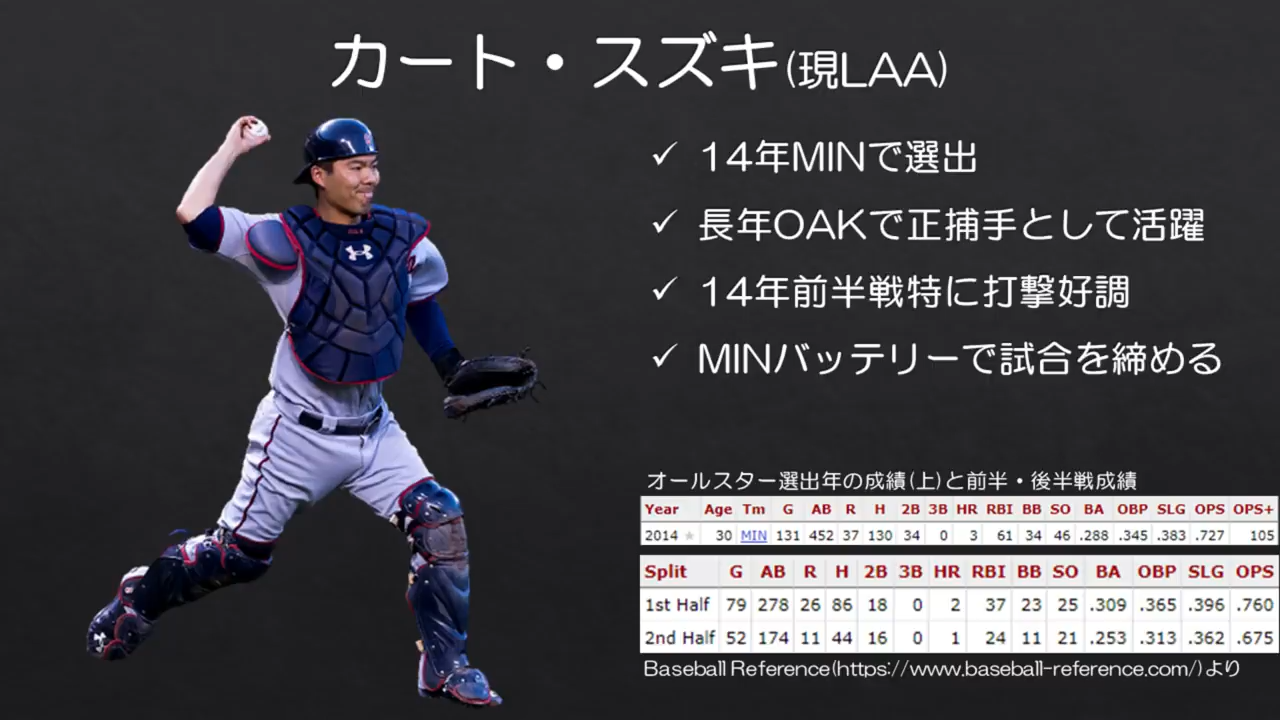 カート・スズキ(現LAA)
✓ 14年MINで選出
✓ 長年OAKで正捕手として活躍
✓ 14年前半戦特に打撃好調
✓ MINバッテリーで試合を締める
オールスター選出年の成績(上)と前半・後半戦成績
Year Age Tm G AB R H 2B 3B HR RBI BB SO BA OBP SLG OPS OPS+
2014 ★ 30 MIN 131 452 37 130 34 0 3 61 34 46 .288 .345 .383 .727 105
Split G AB R H 2B 3B HR RBI BB SO BA OBP SLG OPS
1st Half 79 278 26 86 18 0 2 37 23 25 .309 .365 .396 .760
2nd Half 52 174 11 44 16 0 1 24 11 21 .253 .313 .362 .675
Baseball Reference(https://www.baseball-reference.com/)より